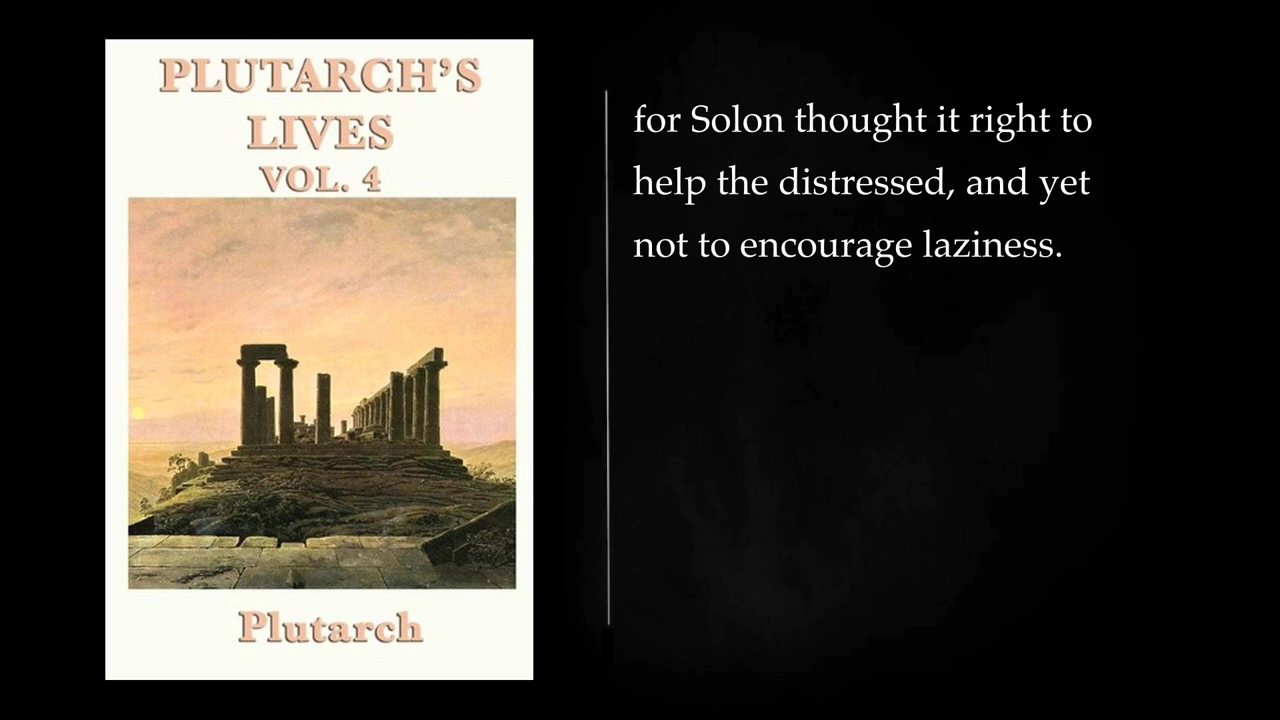 PLUTARCH'S
LIVES
VOL. 4
Plutarch
for Solon thought it right to
help the distressed, and yet
not to encourage laziness.